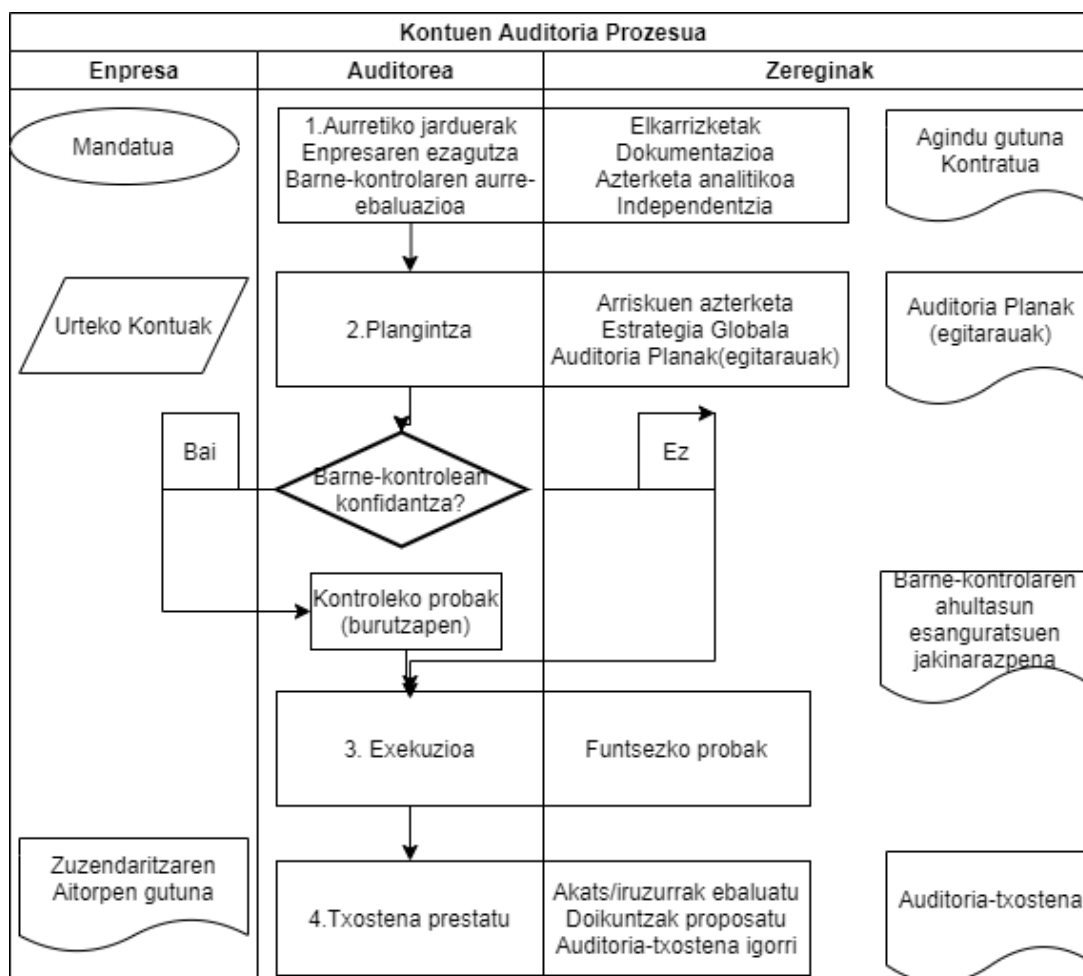 Kontuen Auditoria Prozesua
Enpresa
Auditorea
Zereginak
Mandatua
1.Aurretiko jarduerak
Enpresaren ezagutza
Barne-kontrolaren aurre-
ebaluazioa
Elkarrizketak
Dokumentazioa
Azterketa analitikoa
Independentzia
Agindu gutuna
Kontratua
Urteko Kontuak
2.Plangintza
Arriskuen azterketa
Estrategia Globala
Auditoria Planak(egitarauak)
Auditoria Planak
(egitarauak)
Bai
Barne-kontrolean
konfidantza?
Ez
Kontroleko probak
(burutzapen)
Barne-kontrolaren
ahultasun
esanguratsuen
jakinarazpena
3. Exekuzioa
Funtsezko probak
Zuzendaritzaren
Aitorpen gutuna
4.Txostena prestatu
Akats/iruzurrak ebaluatu
Doikuntzak proposatu
Auditoria-txostena igorri
Auditoria-txostena